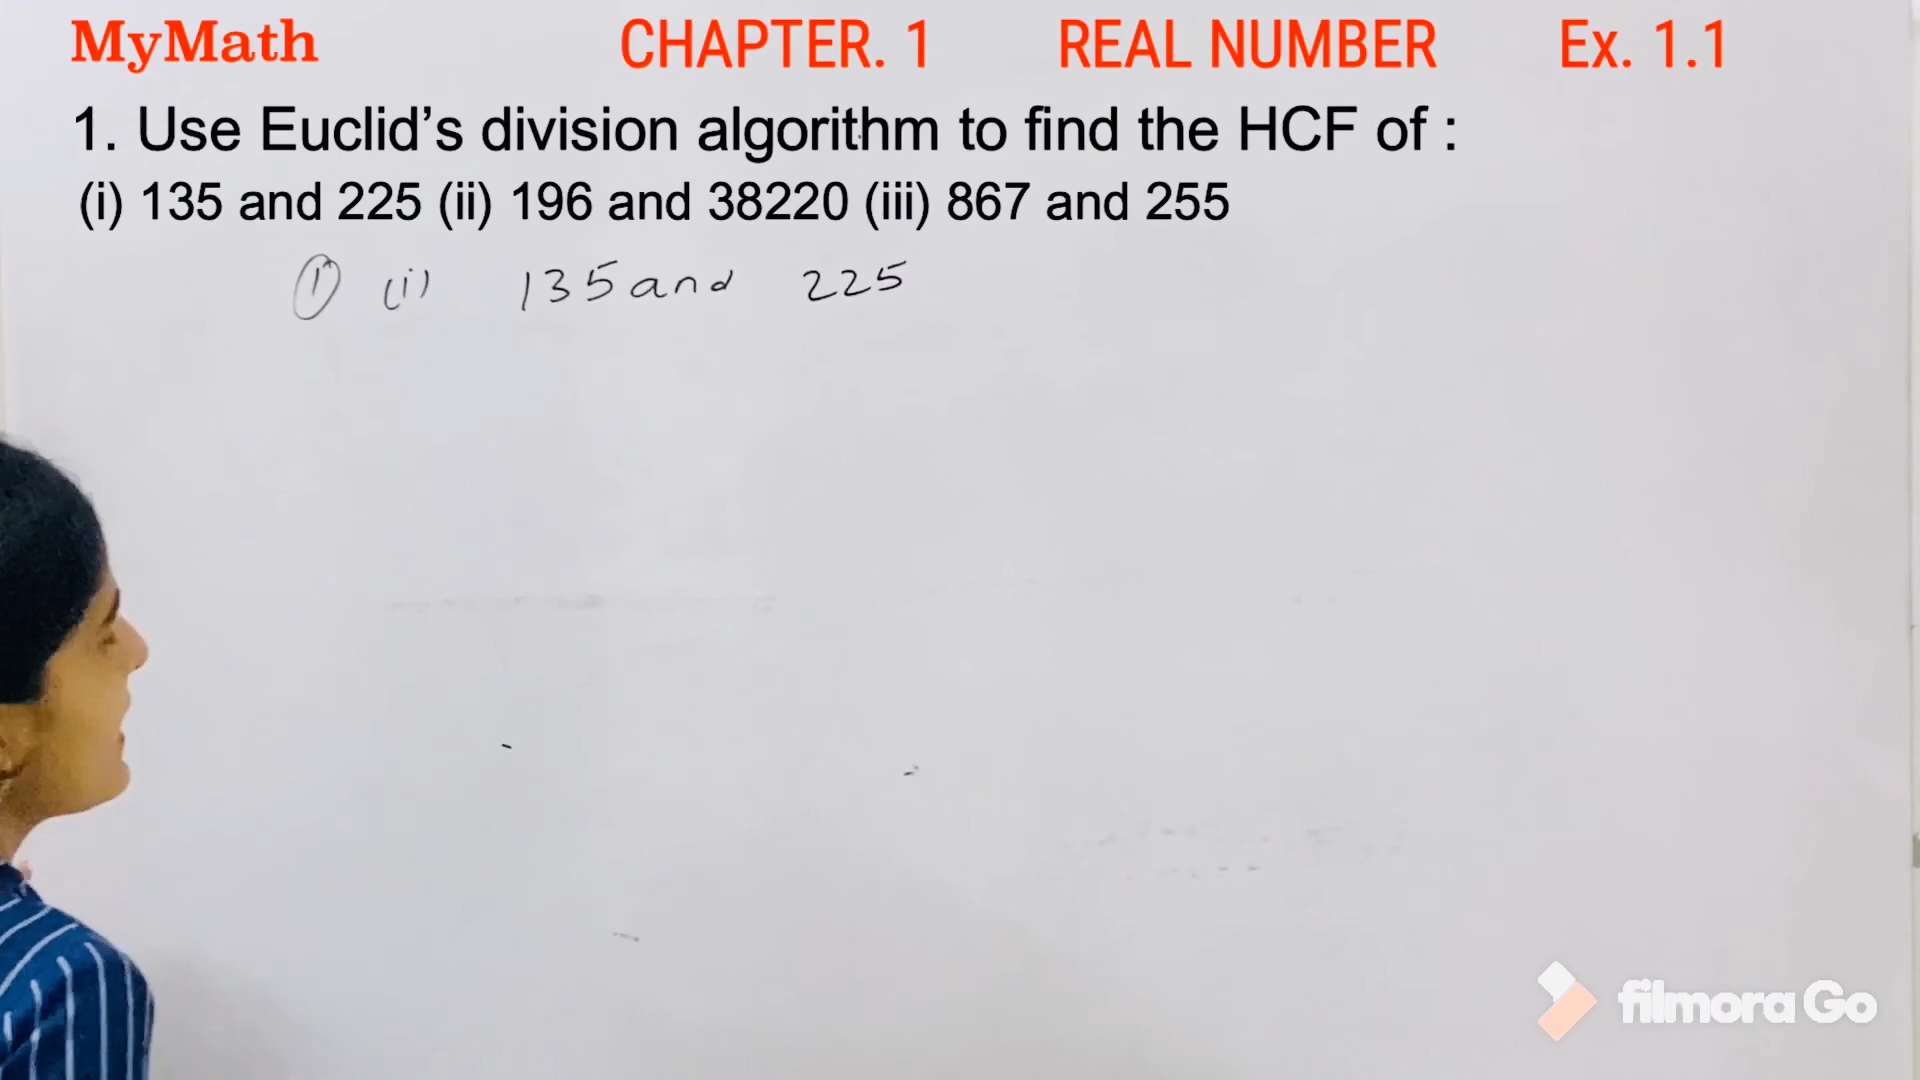 MyMath CHAPTER. 1 REAL NUMBER Ex. 1.1
1. Use Euclid’s division algorithm to find the HCF of :
(i) 135 and 225 (ii) 196 and 38220 (iii) 867 and 255
1 (i) 135 and 225
filmora Go